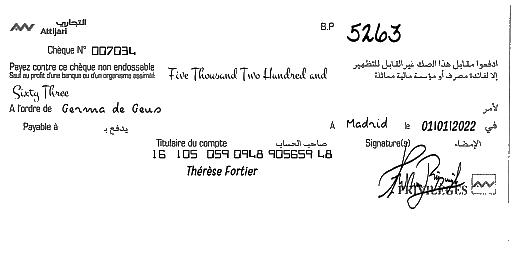 التجاري
Attijari
B.P 5263
Chèque N° 007034
Payez contre ce chèque non endossable
Sauf au profit d'une banque ou d'un organisme assimilé
Five Thousand Two Hundred and
ادفعوا مقابل هذا الصك غير القابل للتظهير
إلا لفائدة مصرف أو مؤسسة مالية مماثلة
Sixty Three
A l'ordre de Germa de Geus لأمر
Payable à يدفع بـ
A Madrid le 01/01/2022 في
Titulaire du compte صاحب الحساب
Signature(s) الإمضاء
16 105 059 0948 905659 48
Thérèse Fortier
PRIVILEGES